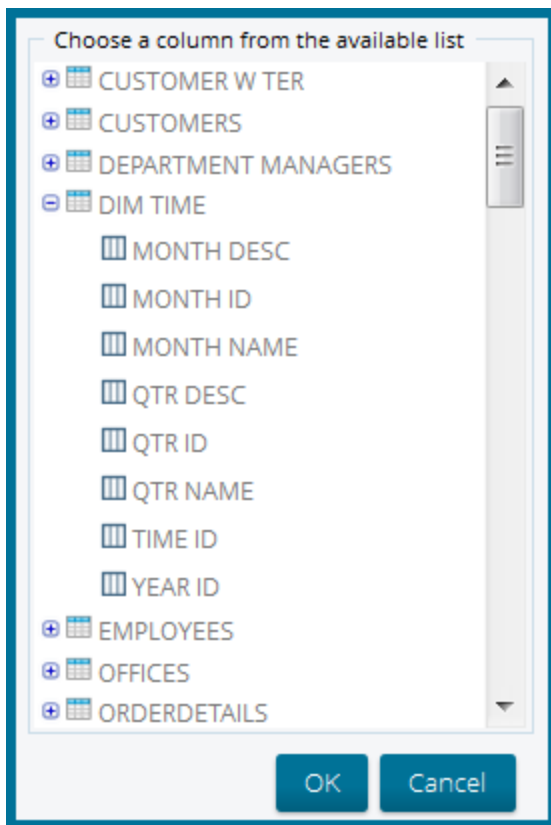 Choose a column from the available list
CUSTOMER W TER
CUSTOMERS
DEPARTMENT MANAGERS
DIM TIME
MONTH DESC
MONTH ID
MONTH NAME
QTR DESC
QTR ID
QTR NAME
TIME ID
YEAR ID
EMPLOYEES
OFFICES
ORDERDETAILS
OK Cancel